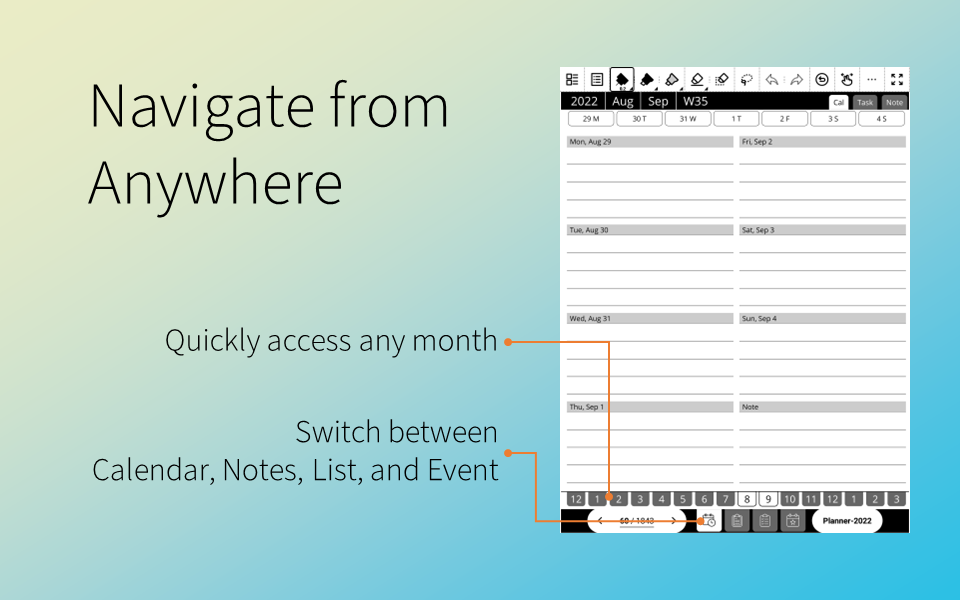 Navigate from
Anywhere
Quickly access any month
Switch between
Calendar, Notes, List, and Event
2022 Aug Sep W35 Cal Task Note
29 M 30 T 31 W 1 T 2 F 3 S 4 S
Mon, Aug 29 Fri, Sep 2
Tue, Aug 30 Sat, Sep 3
Wed, Aug 31 Sun, Sep 4
Thu, Sep 1 Note
12 1 2 3 4 5 6 7 8 9 10 11 12 1 2 3
60 / 1842 Planner-2022